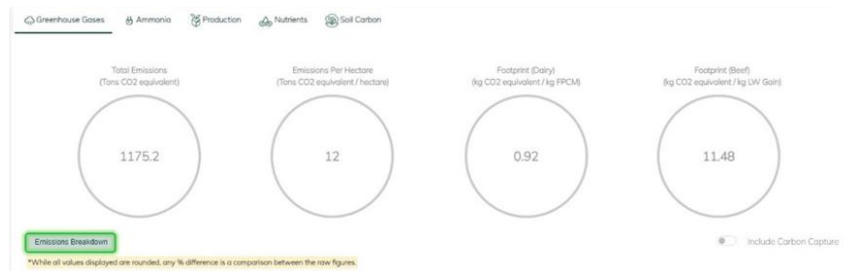 Greenhouse Gases Ammonia Production Nutrients Soil Carbon
Total Emissions Emissions Per Hectare Footprint (Dairy) Footprint (Beef)
(Tons CO2 equivalent) (Tons CO2 equivalent / hectare) (kg CO2 equivalent / kg FPCM) (kg CO2 equivalent / kg LW Gain)
1175.2 12 0.92 11.48
Emissions Breakdown Include Carbon Capture
*While all values displayed are rounded, any % difference is a comparison between the raw figures.